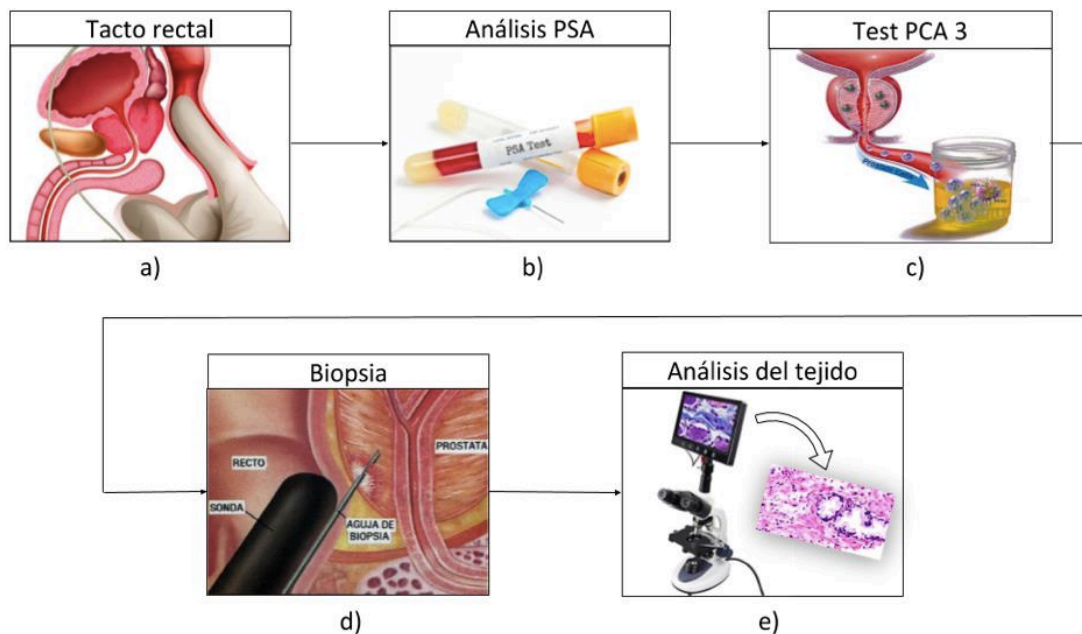 Tacto rectal
Análisis PSA
Test PCA 3
PSA Test
a)
b)
c)
Biopsia
Análisis del tejido
RECTO
PROSTATA
SONDA
AGUJA DE
BIOPSIA
d)
e)